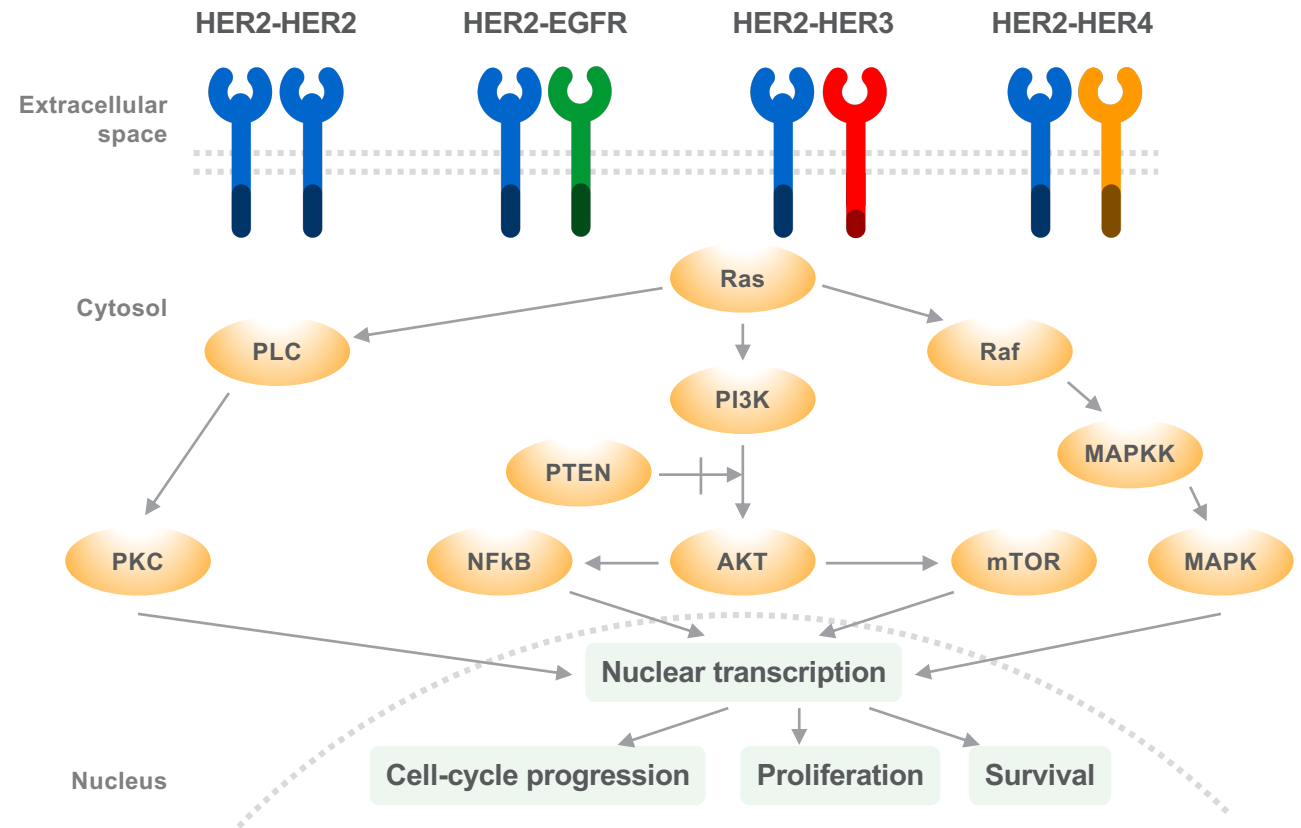 HER2-HER2
HER2-EGFR
HER2-HER3
HER2-HER4
Extracellular
space
Ras
Cytosol
PLC
Raf
PI3K
MAPKK
PTEN
PKC
NFkB
AKT
mTOR
MAPK
Nuclear transcription
Nucleus
Cell-cycle progression
Proliferation
Survival